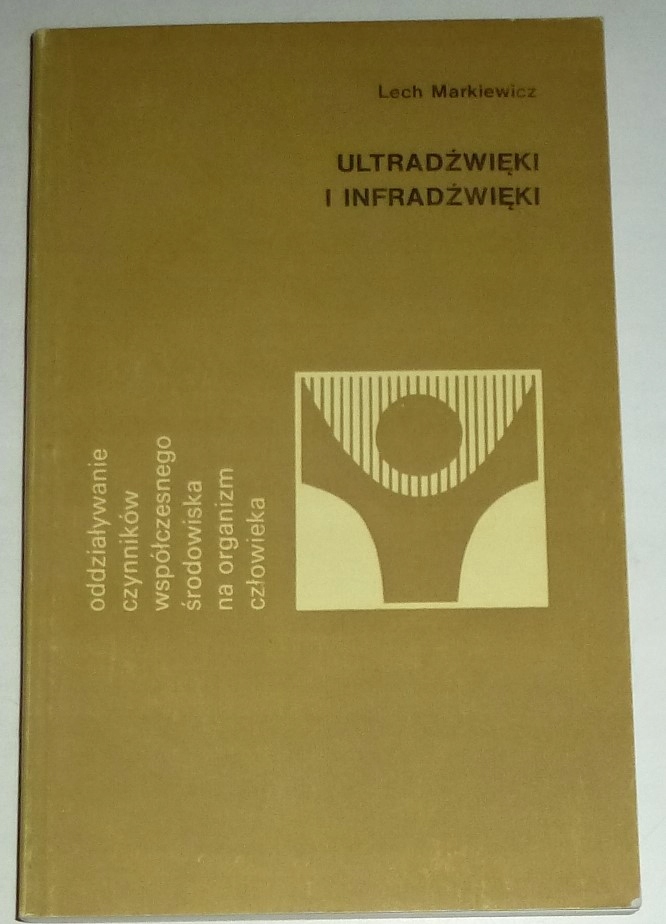 Lech Markiewicz
ULTRADŹWIĘKI
I INFRADŹWIĘKI
oddziaływanie
czynników
współczesnego
środowiska
na organizm
człowieka